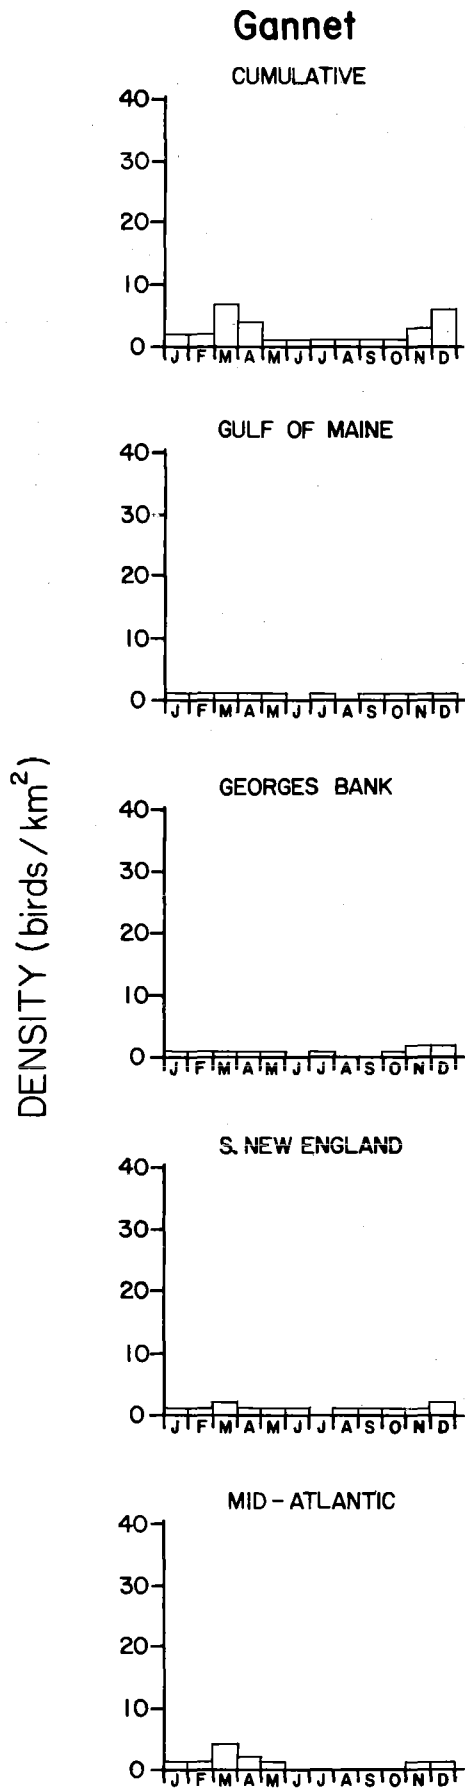 Gannet
CUMULATIVE
40
30
20
10
0
J F M A M J J A S O N D
GULF OF MAINE
40
30
20
10
0
J F M A M J J A S O N D
DENSITY (birds/km²)
GEORGES BANK
40
30
20
10
0
J F M A M J J A S O N D
S. NEW ENGLAND
40
30
20
10
0
J F M A M J J A S O N D
MID-ATLANTIC
40
30
20
10
0
J F M A M J J A S O N D